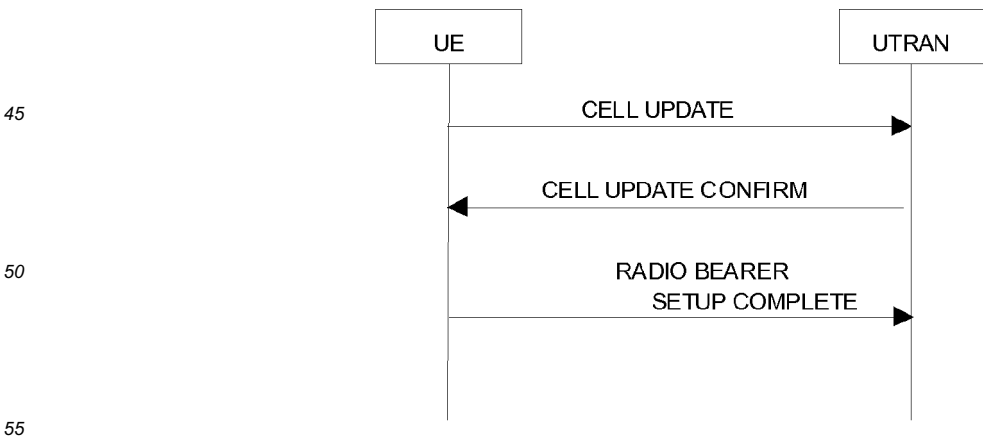 UE UTRAN
45
CELL UPDATE
CELL UPDATE CONFIRM
50
RADIO BEARER
SETUP COMPLETE
55